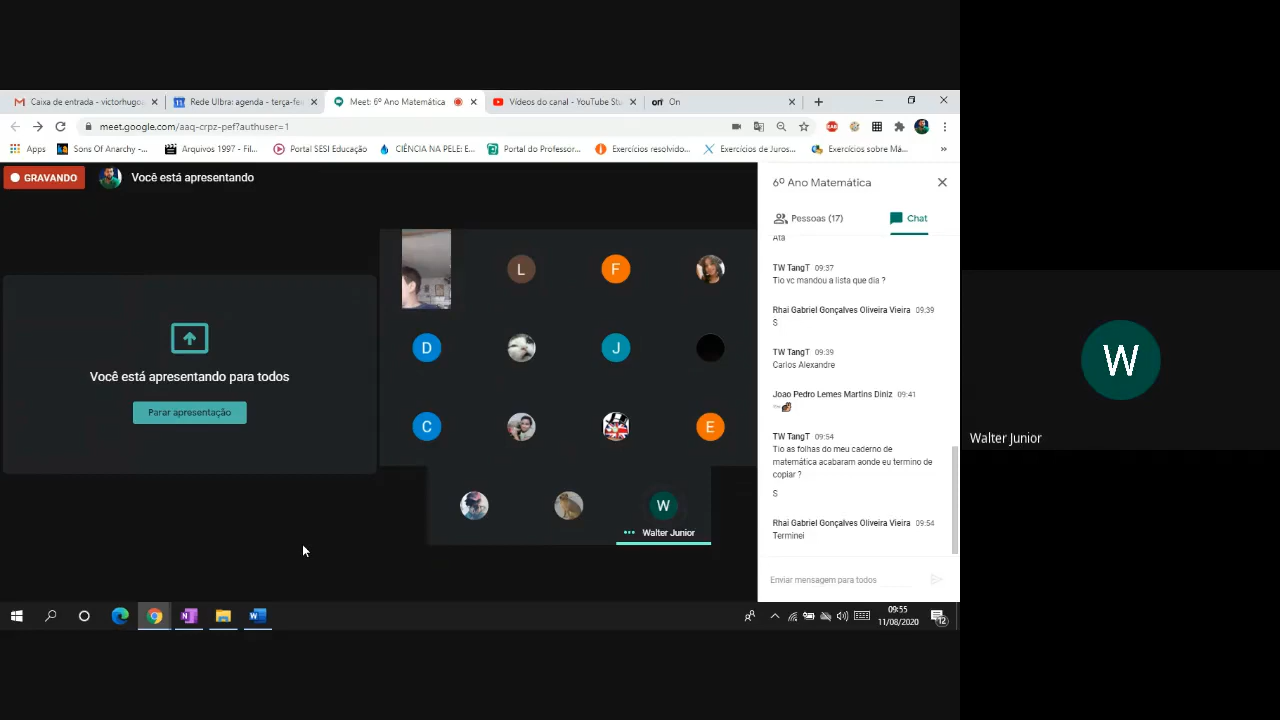 Caixa de entrada - victorhugo
Rede Ulbra: agenda - terça-fei
Meet: 6º Ano Matemática
Vídeos do canal - YouTube Stu
on
On
meet.google.com/aaq-crpz-pef?authuser=1
Apps
Sons Of Anarchy -...
Arquivos 1997 - Fil...
Portal SESI Educação
CIÊNCIA NA PELE: E...
Portal do Professor...
Exercícios resolvido...
Exercícios de Juros...
Exercícios sobre Má...
»
GRAVANDO
Você está apresentando
6º Ano Matemática
Pessoas (17)
Chat
Ata
TW TangT 09:37
Tio vc mandou a lista que dia ?
Rhai Gabriel Gonçalves Oliveira Vieira 09:39
S
TW TangT 09:39
Carlos Alexandre
Joao Pedro Lemes Martins Diniz 09:41
TW TangT 09:54
Tio as folhas do meu caderno de
matemática acabaram aonde eu termino de
copiar ?
S
Rhai Gabriel Gonçalves Oliveira Vieira 09:54
Terminei
Enviar mensagem para todos
Você está apresentando para todos
Parar apresentação
L
F
D
J
C
E
W
Walter Junior
W
Walter Junior
09:55
11/08/2020
12